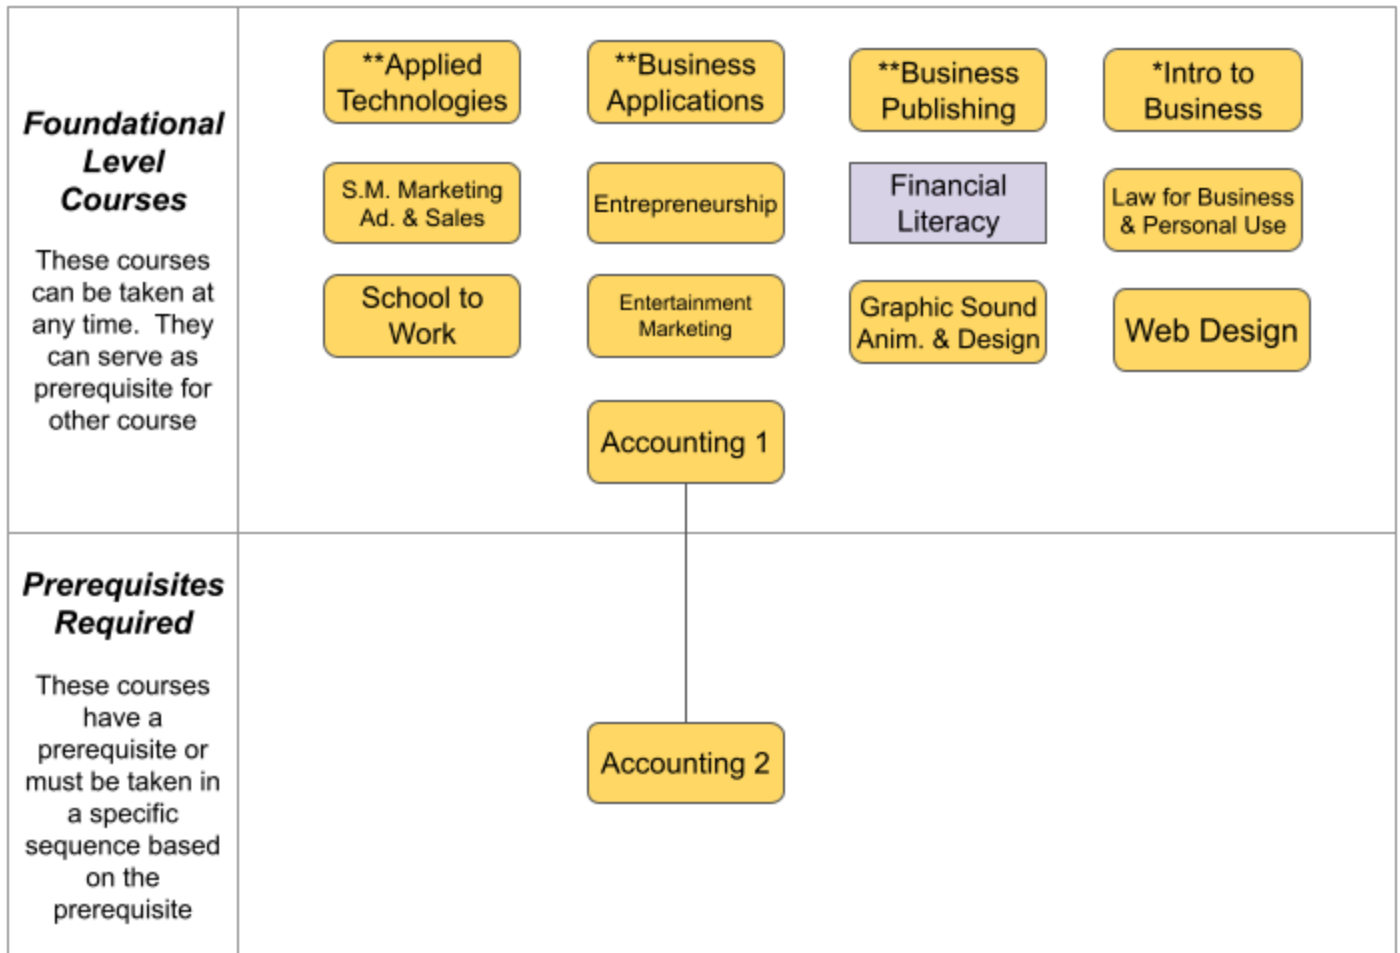 Foundational
Level
Courses
These courses
can be taken at
any time.  They
can serve as
prerequisite for
other course
**Applied
Technologies
**Business
Applications
**Business
Publishing
*Intro to
Business
S.M. Marketing
Ad. & Sales
Entrepreneurship
Financial
Literacy
Law for Business
& Personal Use
School to
Work
Entertainment
Marketing
Graphic Sound
Anim. & Design
Web Design
Accounting 1
Prerequisites
Required
These courses
have a
prerequisite or
must be taken in
a specific
sequence based
on the
prerequisite
Accounting 2